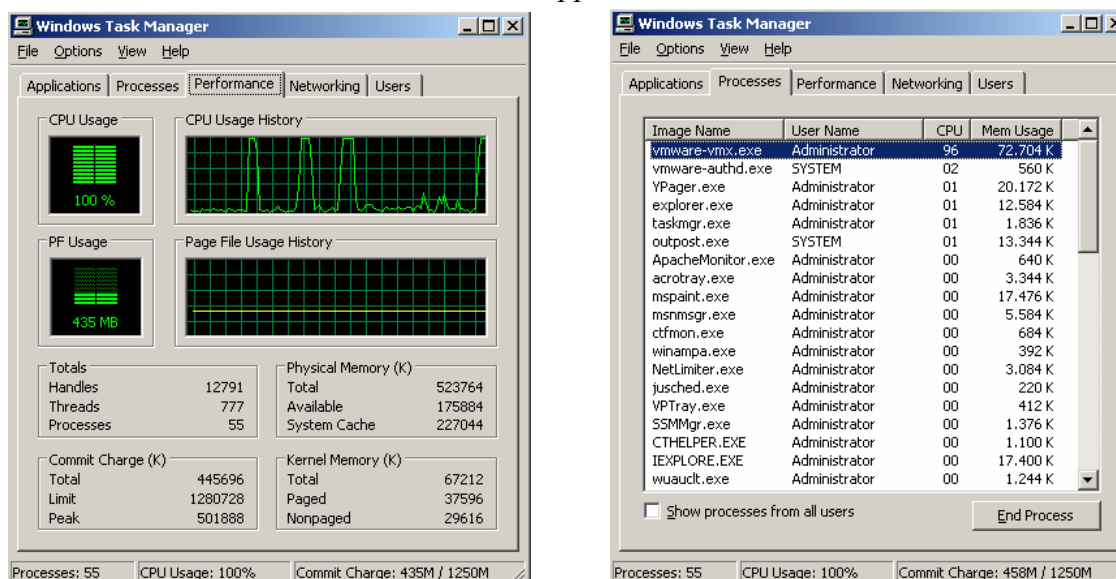 Windows Task Manager
File Options View Help
Applications Processes Performance Networking Users
CPU Usage CPU Usage History
100 %
PF Usage Page File Usage History
435 MB
Totals Physical Memory (K)
Handles 12791 Total 523764
Threads 777 Available 175884
Processes 55 System Cache 227044
Commit Charge (K) Kernel Memory (K)
Total 445696 Total 67212
Limit 1280728 Paged 37596
Peak 501888 Nonpaged 29616
Processes: 55 CPU Usage: 100% Commit Charge: 435M / 1250M
Windows Task Manager
File Options View Help
Applications Processes Performance Networking Users
Image Name User Name CPU Mem Usage
vmware-vmx.exe Administrator 96 72.704 K
vmware-authd.exe SYSTEM 02 560 K
YPager.exe Administrator 01 20.172 K
explorer.exe Administrator 01 12.584 K
taskmgr.exe Administrator 01 1.836 K
outpost.exe SYSTEM 01 13.344 K
ApacheMonitor.exe Administrator 00 640 K
acrotray.exe Administrator 00 3.344 K
mspaint.exe Administrator 00 17.476 K
msnmsgr.exe Administrator 00 5.584 K
ctfmon.exe Administrator 00 684 K
winampa.exe Administrator 00 392 K
NetLimiter.exe Administrator 00 3.084 K
jusched.exe Administrator 00 220 K
VPTray.exe Administrator 00 412 K
SSMMgr.exe Administrator 00 1.376 K
CTHELPER.EXE Administrator 00 1.100 K
IEXPLORE.EXE Administrator 00 17.400 K
wuauclt.exe Administrator 00 1.244 K
Show processes from all users End Process
Processes: 55 CPU Usage: 100% Commit Charge: 458M / 1250M